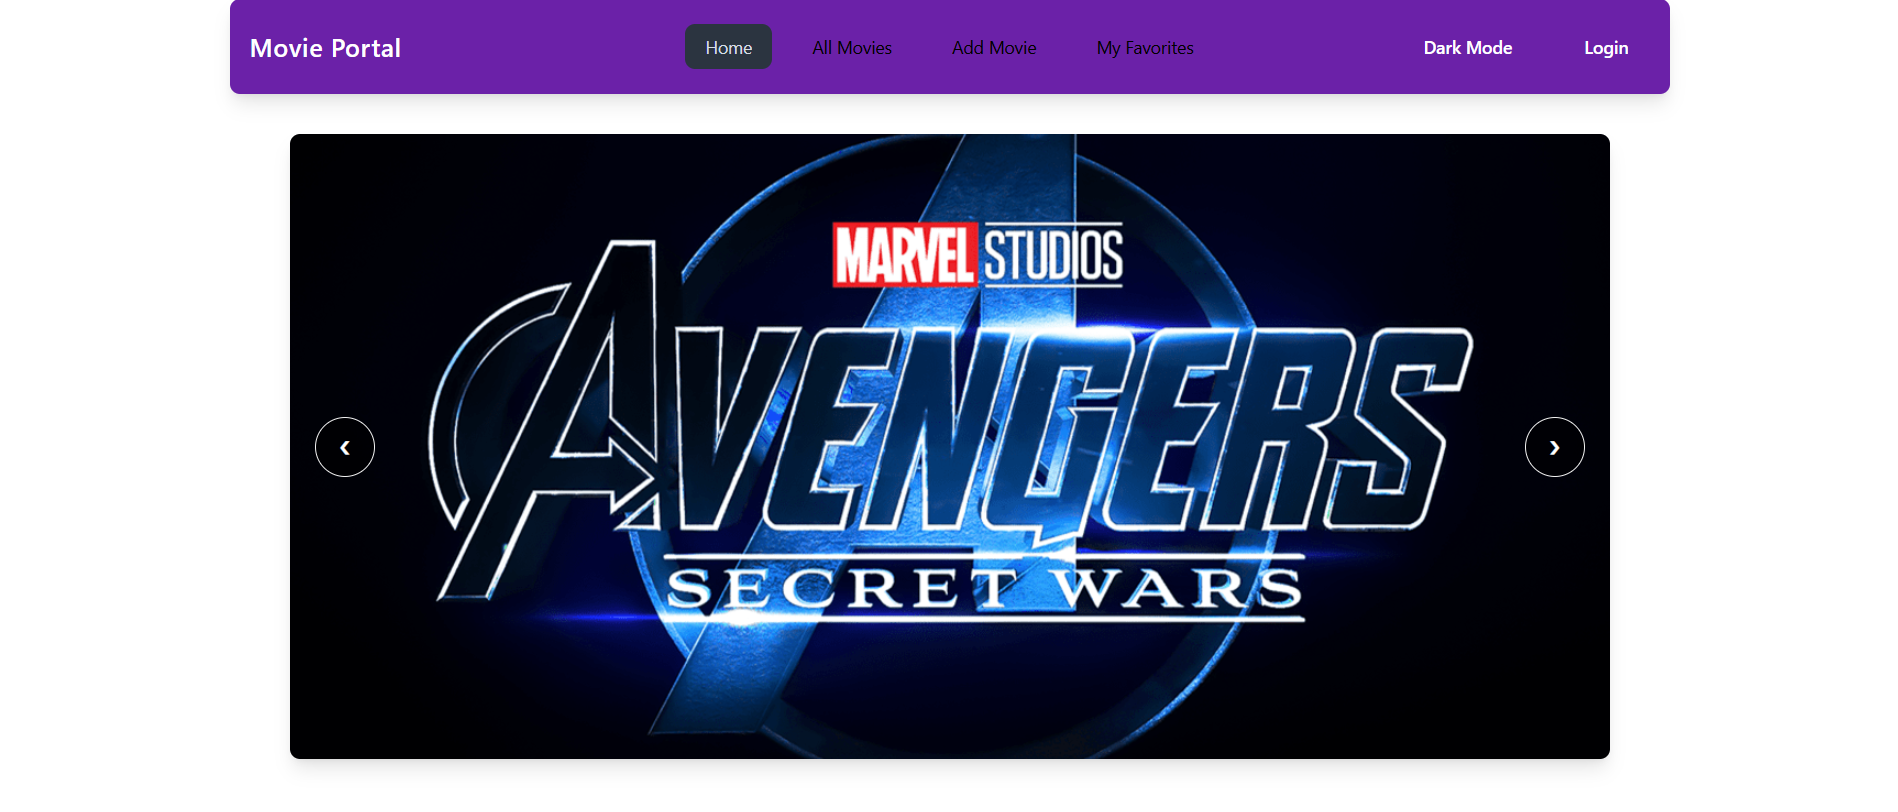 Movie Portal
Home
All Movies
Add Movie
My Favorites
Dark Mode
Login
MARVEL STUDIOS
AVENGERS
SECRET WARS